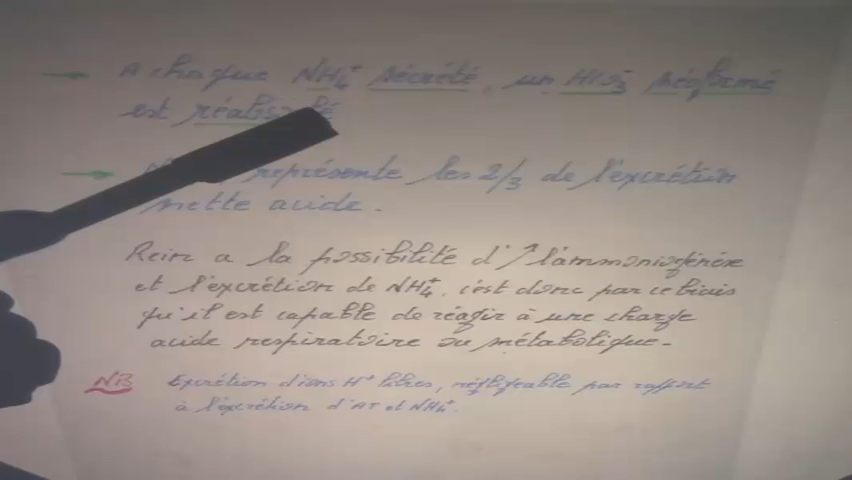 → A chaque NH4+ sécrété, un HCO3- réformé
est
→ représente les 2/3 de l'excrétion
nette acide.
Rein a la possibilité d'↑ l'ammoniogénèse
et l'excrétion de NH4+. c'est donc par ce biais
qu'il est capable de réagir à une charge
acide respiratoire ou métabolique.
NB Excrétion d'ions H+ libres, négligeable par rapport
à l'excrétion d'AT et NH4+.